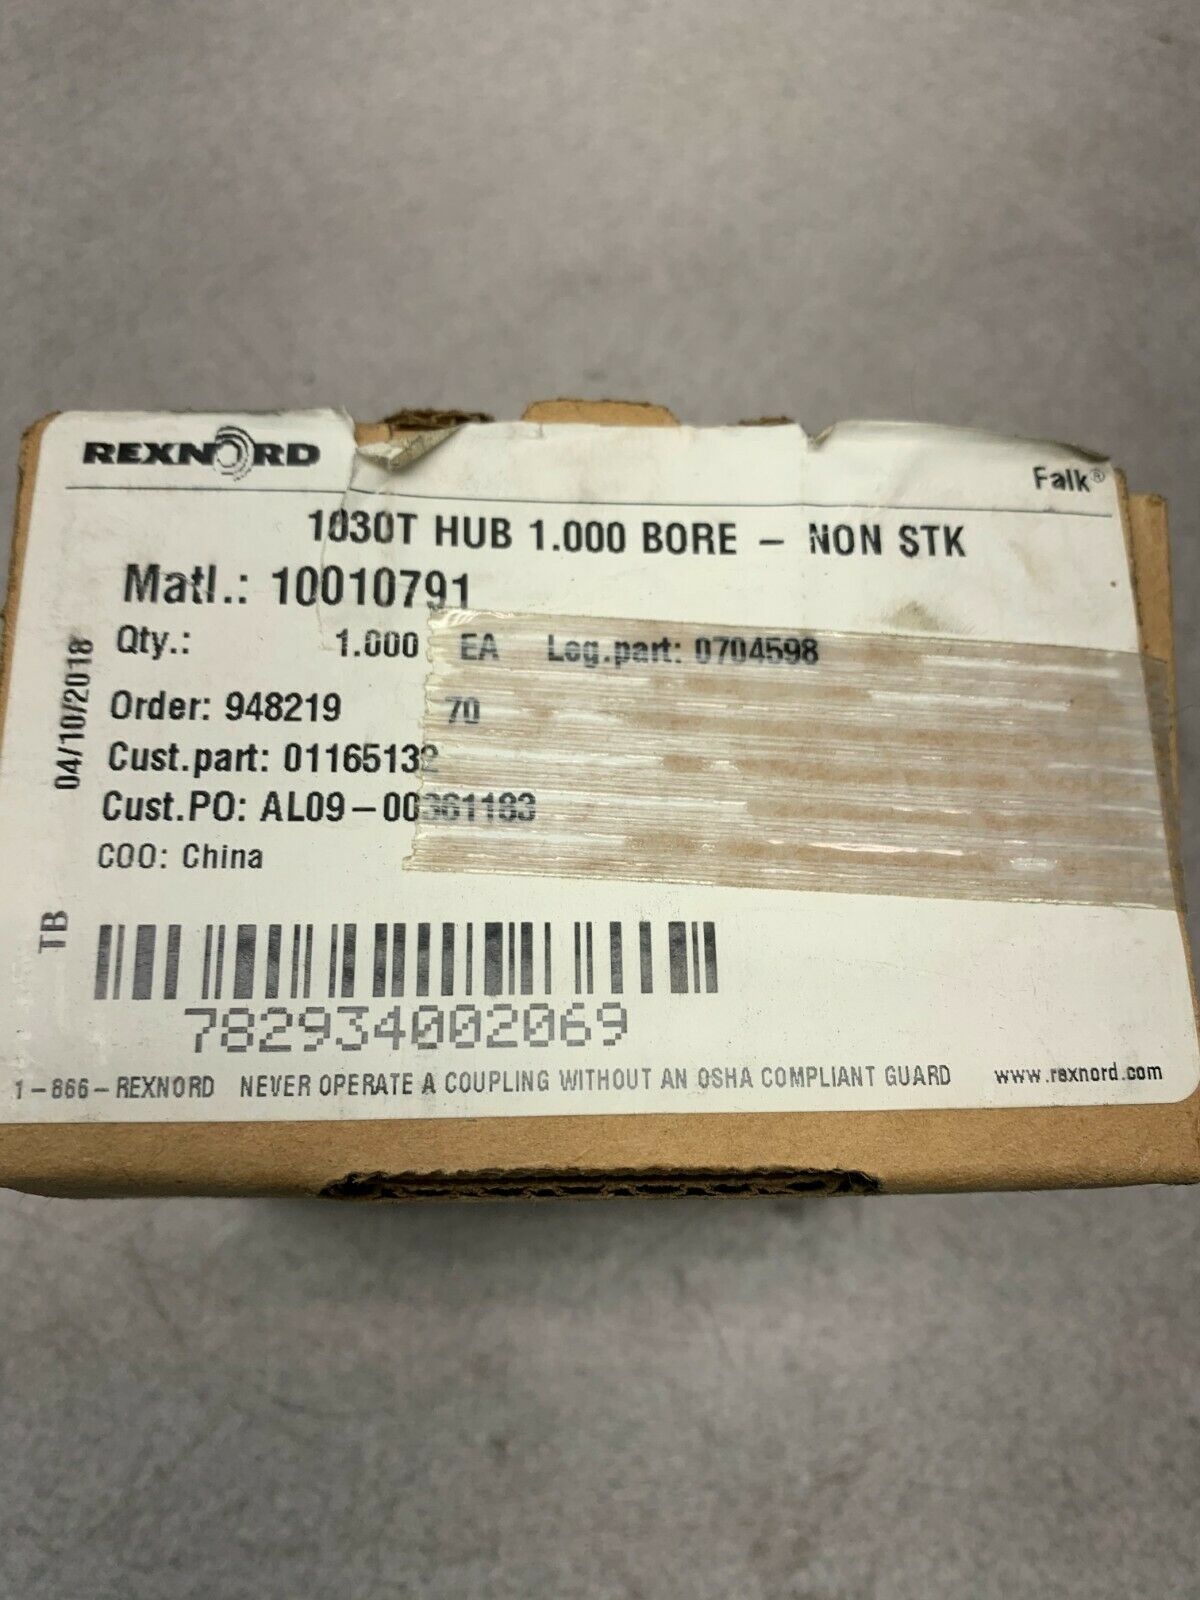 REXNORD
Falk®
1030T HUB 1.000 BORE – NON STK
Matl.: 10010791
Qty.: 1.000 EA Leg.part: 0704598
Order: 948219 70
Cust.part: 01165132
Cust.PO: AL09-00361183
COO: China
04/10/2018
TB
782934002069
1-866-REXNORD NEVER OPERATE A COUPLING WITHOUT AN OSHA COMPLIANT GUARD www.rexnord.com